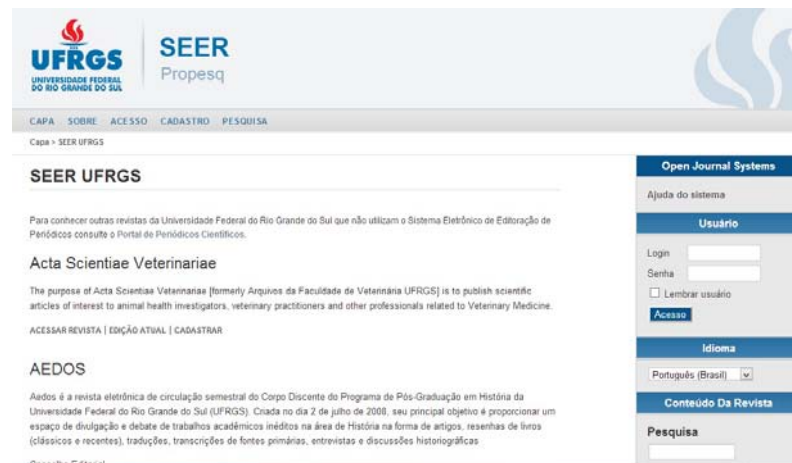 UFRGS
UNIVERSIDADE FEDERAL
DO RIO GRANDE DO SUL
SEER
Propesq
CAPA SOBRE ACESSO CADASTRO PESQUISA
Capa > SEER UFRGS
SEER UFRGS
Para conhecer outras revistas da Universidade Federal do Rio Grande do Sul que não utilizam o Sistema Eletrônico de Editoração de
Periódicos consulte o Portal de Periódicos Científicos.
Acta Scientiae Veterinariae
The purpose of Acta Scientiae Veterinariae [formerly Arquivos da Faculdade de Veterinária UFRGS] is to publish scientific
articles of interest to animal health investigators, veterinary practitioners and other professionals related to Veterinary Medicine.
ACESSAR REVISTA | EDIÇÃO ATUAL | CADASTRAR
AEDOS
Aedos é a revista eletrônica de circulação semestral do Corpo Discente do Programa de Pós-Graduação em História da
Universidade Federal do Rio Grande do Sul (UFRGS). Criada no dia 2 de julho de 2008, seu principal objetivo é proporcionar um
espaço de divulgação e debate de trabalhos acadêmicos inéditos na área de História na forma de artigos, resenhas de livros
(clássicos e recentes), traduções, transcrições de fontes primárias, entrevistas e discussões historiográficas
Open Journal Systems
Ajuda do sistema
Usuário
Login
Senha
Lembrar usuário
Acesso
Idioma
Português (Brasil)
Conteúdo Da Revista
Pesquisa